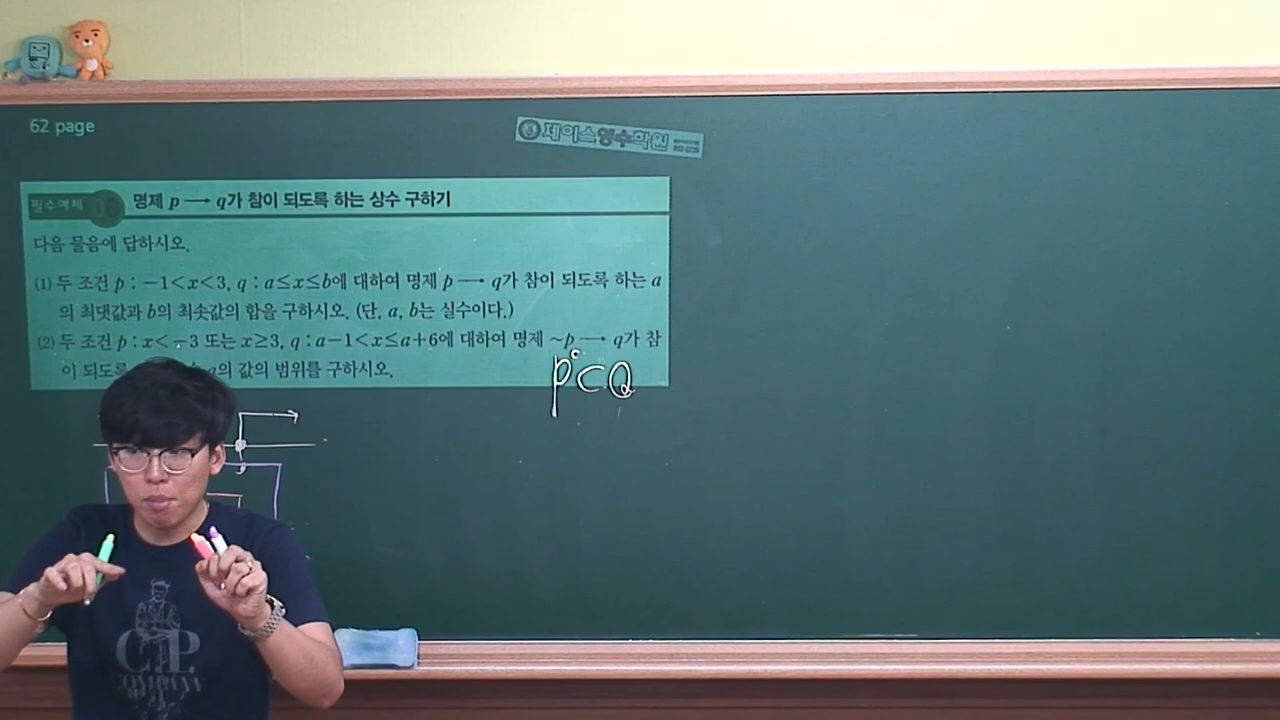 62 page
제이스영수학원
필수예제 06 명제 p → q가 참이 되도록 하는 상수 구하기
다음 물음에 답하시오.
(1) 두 조건 p : −1<x<3, q : a≤x≤b에 대하여 명제 p → q가 참이 되도록 하는 a
의 최댓값과 b의 최솟값의 합을 구하시오. (단, a, b는 실수이다.)
(2) 두 조건 p : x<−3 또는 x≥3, q : a−1<x≤a+6에 대하여 명제 ~p → q가 참
이 되도록 a의 값의 범위를 구하시오.
Pᶜ⊂Q
C.P.
COMPANY